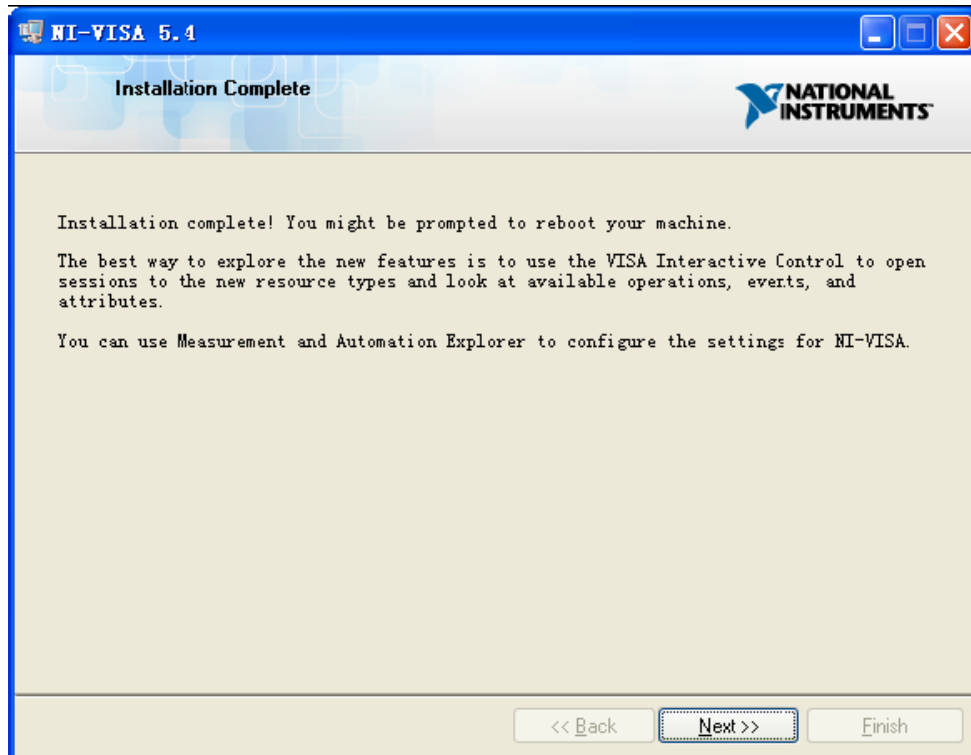 NI-VISA 5.4
Installation Complete
NATIONAL
INSTRUMENTS™
Installation complete! You might be prompted to reboot your machine.
The best way to explore the new features is to use the VISA Interactive Control to open
sessions to the new resource types and look at available operations, events, and
attributes.
You can use Measurement and Automation Explorer to configure the settings for NI-VISA.
<< Back
Next >>
Finish